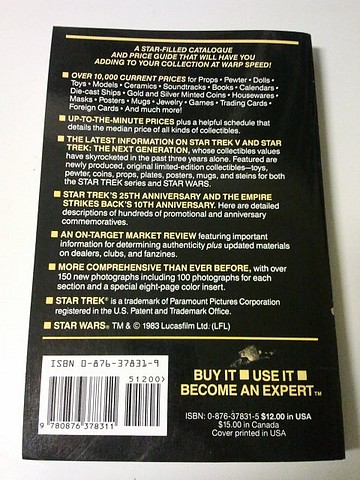 A STAR-FILLED CATALOGUE
AND PRICE GUIDE THAT WILL HAVE YOU
ADDING TO YOUR COLLECTION AT WARP SPEED!
■ OVER 10,000 CURRENT PRICES for Props • Pewter • Dolls •
Toys • Models • Ceramics • Soundtracks • Books • Calendars •
Die-cast Ships • Gold and Silver Minted Coins • Housewares •
Masks • Posters • Mugs • Jewelry • Games • Trading Cards •
Foreign Cards • And much more!
■ UP-TO-THE-MINUTE PRICES plus a helpful schedule that
details the median price of all kinds of collectibles.
■ THE LATEST INFORMATION ON STAR TREK V AND STAR
TREK: THE NEXT GENERATION, whose collectibles values
have skyrocketed in the past three years alone. Featured are
newly produced, original limited-edition collectibles—toys,
pewter, coins, props, plates, posters, mugs, and steins for both
the STAR TREK series and STAR WARS.
■ STAR TREK'S 25TH ANNIVERSARY AND THE EMPIRE
STRIKES BACK'S 10TH ANNIVERSARY. Here are detailed
descriptions of hundreds of promotional and anniversary
commemoratives.
■ AN ON-TARGET MARKET REVIEW featuring important
information for determining authenticity plus updated materials
on dealers, clubs, and fanzines.
■ MORE COMPREHENSIVE THAN EVER BEFORE, with over
150 new photographs including 100 photographs for each
section and a special eight-page color insert.
■ STAR TREK® is a trademark of Paramount Pictures Corporation
registered in the U.S. Patent and Trademark Office.
■ STAR WARS ™ & © 1983 Lucasfilm Ltd. (LFL)
ISBN 0-876-37831-9
51200>
9 780876 378311
BUY IT ■ USE IT ■
BECOME AN EXPERT™
ISBN: 0-876-37831-5 $12.00 in USA
$15.00 in Canada
Cover printed in USA